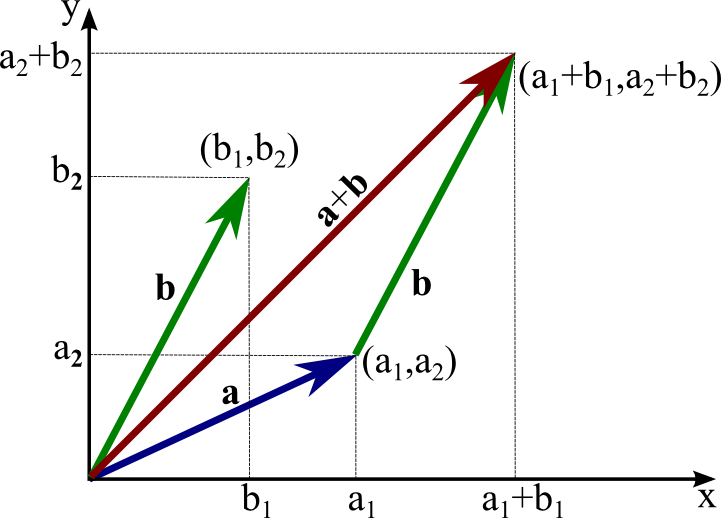 y
a₂+b₂
(a₁+b₁,a₂+b₂)
(b₁,b₂)
b₂
a+b
b
b
a₂
(a₁,a₂)
a
b₁
a₁
a₁+b₁
x